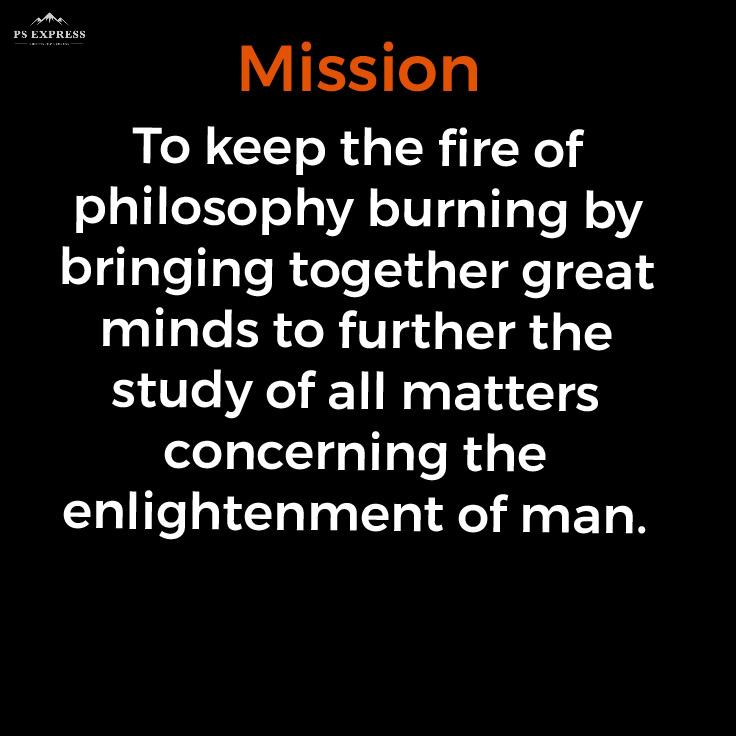 PS EXPRESS
Mission
To keep the fire of
philosophy burning by
bringing together great
minds to further the
study of all matters
concerning the
enlightenment of man.